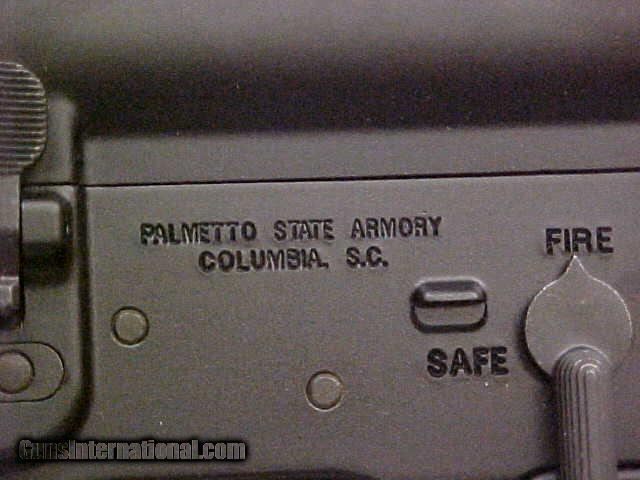 PALMETTO STATE ARMORY
COLUMBIA, S.C.
FIRE
SAFE
GunsInternational.com